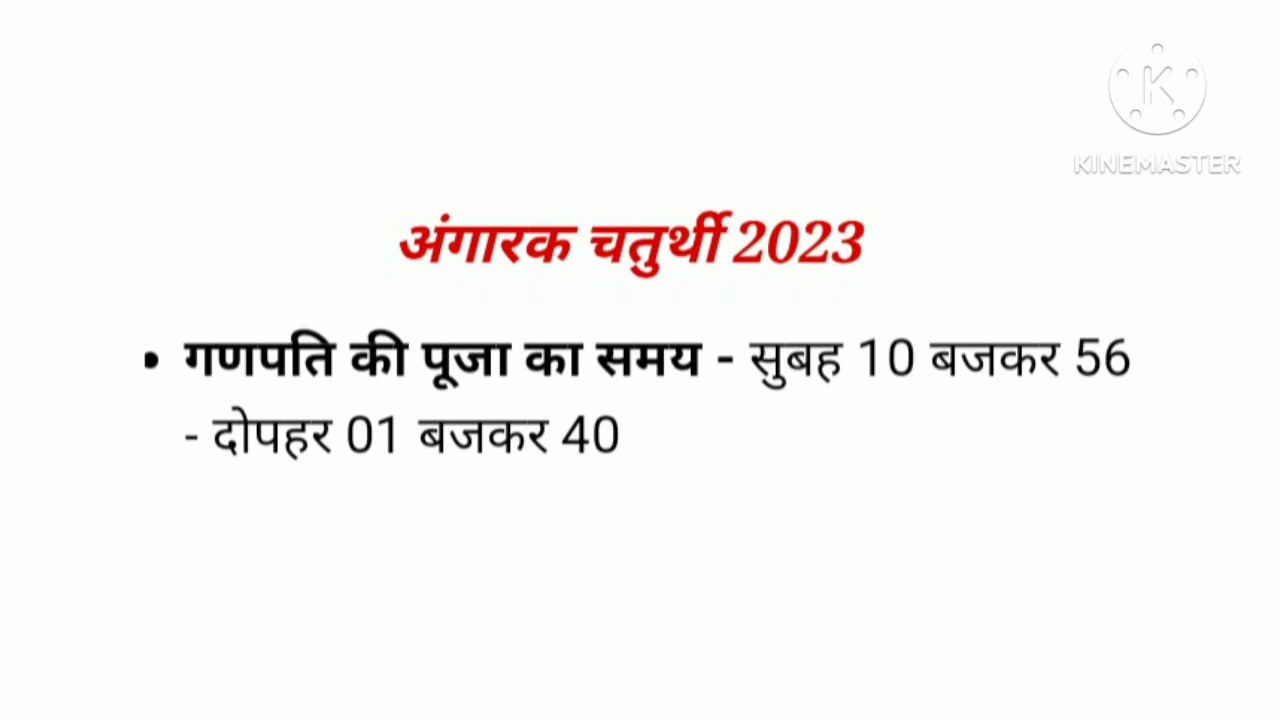 K
KINEMASTER
अंगारक चतुर्थी 2023
• गणपति की पूजा का समय - सुबह 10 बजकर 56
- दोपहर 01 बजकर 40